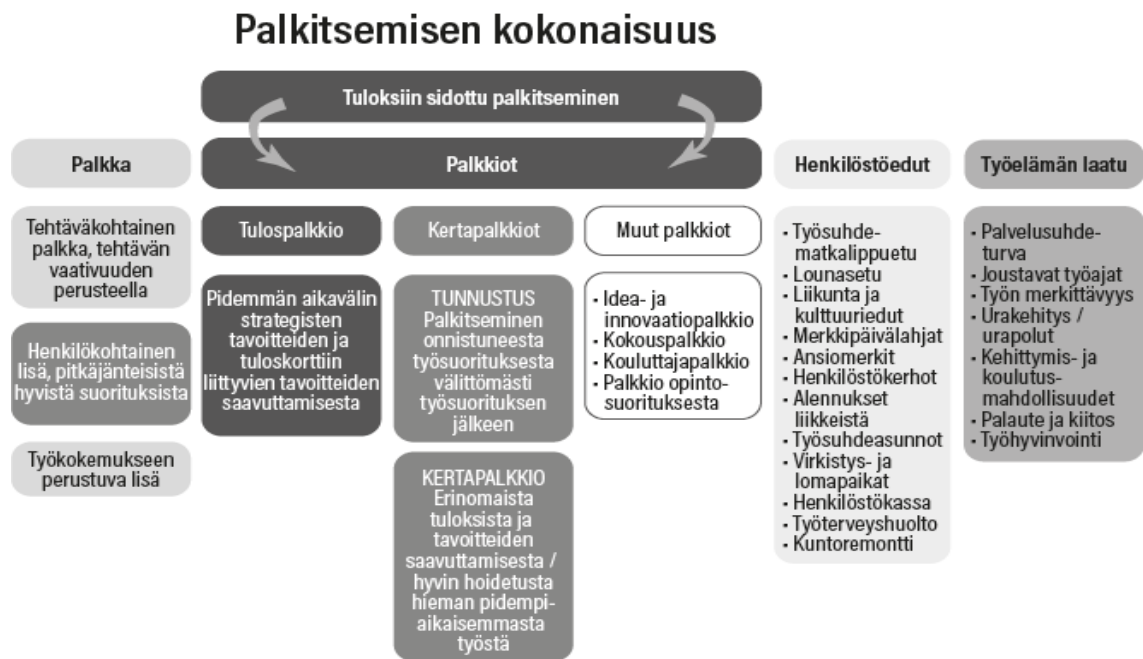 Palkitsemisen kokonaisuus
Tuloksiin sidottu palkitseminen
Palkka
Palkkiot
Henkilöstöedut
Työelämän laatu
Tehtäväkohtainen
palkka, tehtävän
vaativuuden
perusteella
Henkilökohtainen
lisä, pitkäjänteisistä
hyvistä suorituksista
Työkokemukseen
perustuva lisä
Tulospalkkio
Pidemmän aikavälin
strategisten
tavoitteiden ja
tuloskorttiin
liittyvien tavoitteiden
saavuttamisesta
Kertapalkkiot
TUNNUSTUS
Palkitseminen
onnistuneesta
työsuorituksesta
välittömästi
työsuorituksen
jälkeen
KERTAPALKKIO
Erinomaista
tuloksista ja
tavoitteiden
saavuttamisesta /
hyvin hoidetusta
hieman pidempi-
aikaisemmasta
työstä
Muut palkkiot
· Idea- ja
innovaatiopalkkio
· Kokouspalkkio
· Kouluttajapalkkio
· Palkkio opinto-
suorituksesta
· Työsuhde-
matkalippuetu
· Lounasetu
· Liikunta ja
kulttuuriedut
· Merkkipäivälahjat
· Ansiomerkit
· Henkilöstökerhot
· Alennukset
liikkeistä
· Työsuhdeasunnot
· Virkistys- ja
lomapaikat
· Henkilöstökassa
· Työterveyshuolto
· Kuntoremontti
· Palvelusuhde-
turva
· Joustavat työajat
· Työn merkittävyys
· Urakehitys /
urapolut
· Kehittymis- ja
koulutus-
mahdollisuudet
· Palaute ja kiitos
· Työhyvinvointi